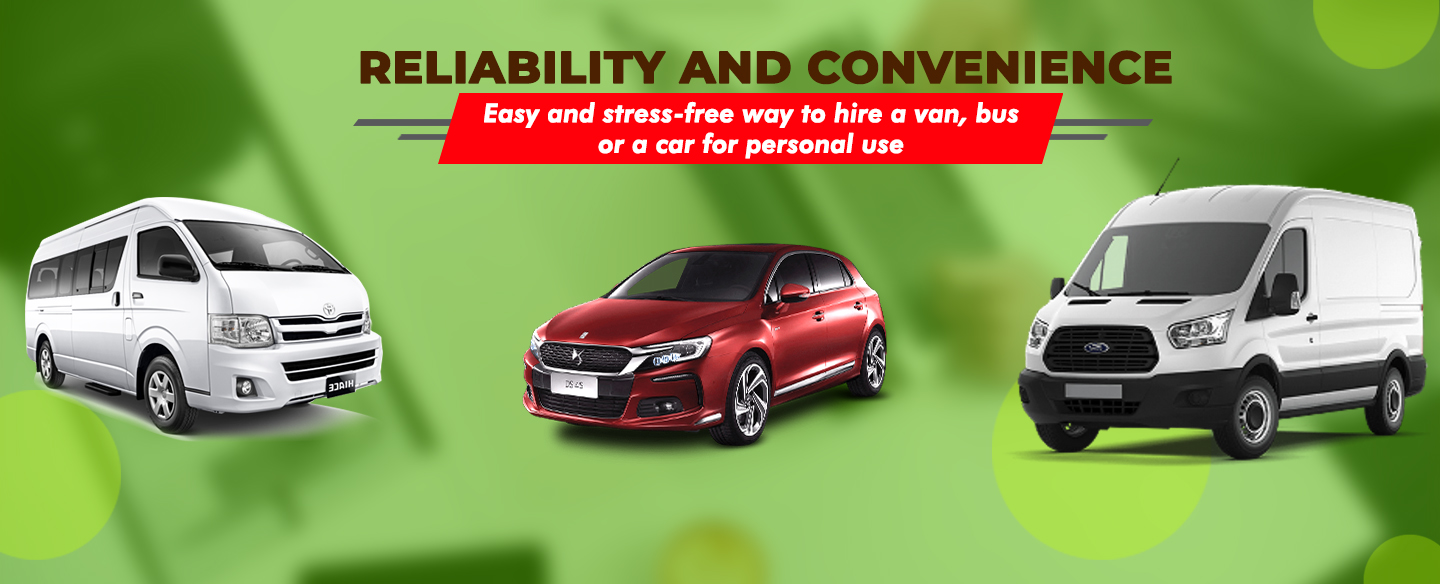 RELIABILITY AND CONVENIENCE
Easy and stress-free way to hire a van, bus
or a car for personal use
HIACE
DS 4S
Ford